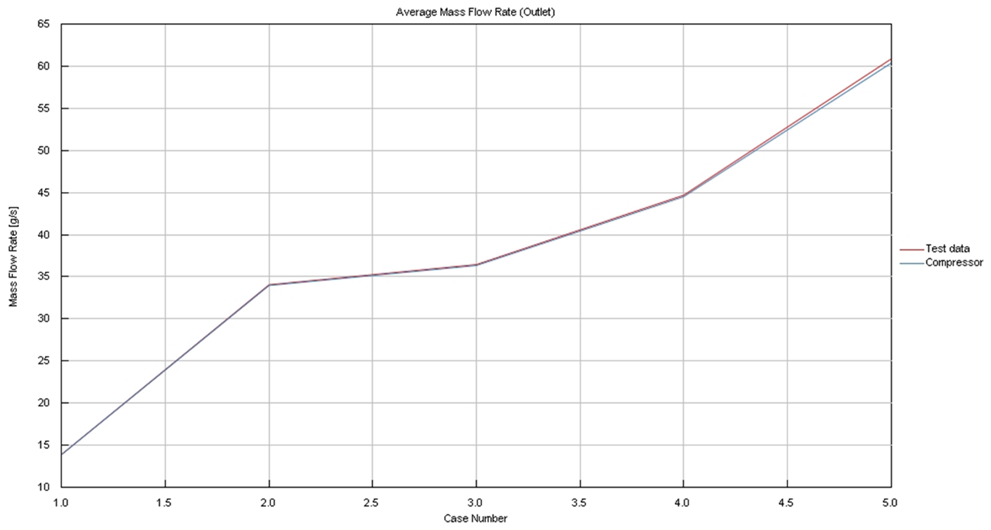 Average Mass Flow Rate (Outlet)
65
60
55
50
45
40
35
30
25
20
15
10
Mass Flow Rate [g/s]
1.0 1.5 2.0 2.5 3.0 3.5 4.0 4.5 5.0
Case Number
Test data
Compressor